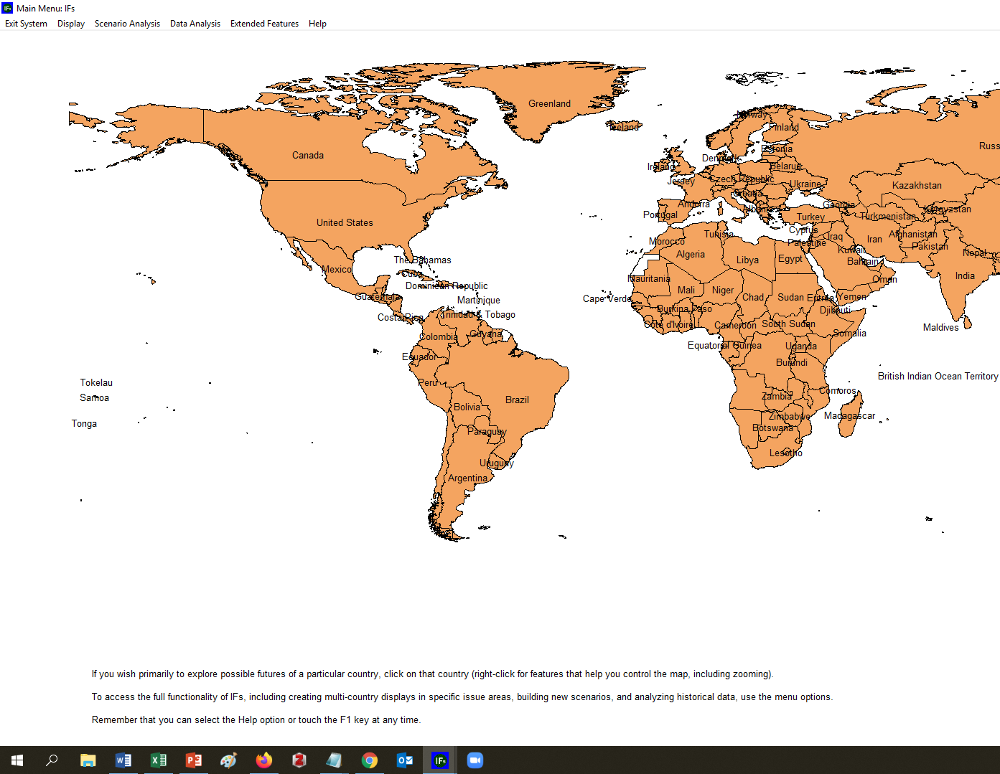 Main Menu: IFs
Exit System Display Scenario Analysis Data Analysis Extended Features Help
Greenland
Norway
Iceland
Finland
Russ
Estonia
Canada
Denmark
Ireland
Belarus
Jersey
Czech Republic
Ukraine
Kazakhstan
Croatia
Andorra
Georgia
Albania
Kyrgyzstan
Portugal
Turkey
Turkmenistan
United States
Cyprus
Tunisia
Iraq
Iran
Afghanistan
Morocco
Palestine
Pakistan
Kuwait
Nepal
Algeria
Libya
Egypt
Bahrain
The Bahamas
Mexico
Cuba
India
Mauritania
Oman
Dominican Republic
Mali
Niger
Guatemala
Chad
Sudan
Eritrea
Yemen
Martinique
Cape Verde
Burkina Faso
Djibouti
Costa Rica
Trinidad & Tobago
Cote d'Ivoire
Cameroon
South Sudan
Maldives
Colombia
Guyana
Somalia
Equatorial Guinea
Uganda
Ecuador
Burundi
British Indian Ocean Territory
Tokelau
Peru
Samoa
Brazil
Zambia
Comoros
Bolivia
Zimbabwe
Madagascar
Tonga
Botswana
Paraguay
Lesotho
Uruguay
Argentina
If you wish primarily to explore possible futures of a particular country, click on that country (right-click for features that help you control the map, including zooming).
To access the full functionality of IFs, including creating multi-country displays in specific issue areas, building new scenarios, and analyzing historical data, use the menu options.
Remember that you can select the Help option or touch the F1 key at any time.
IFs